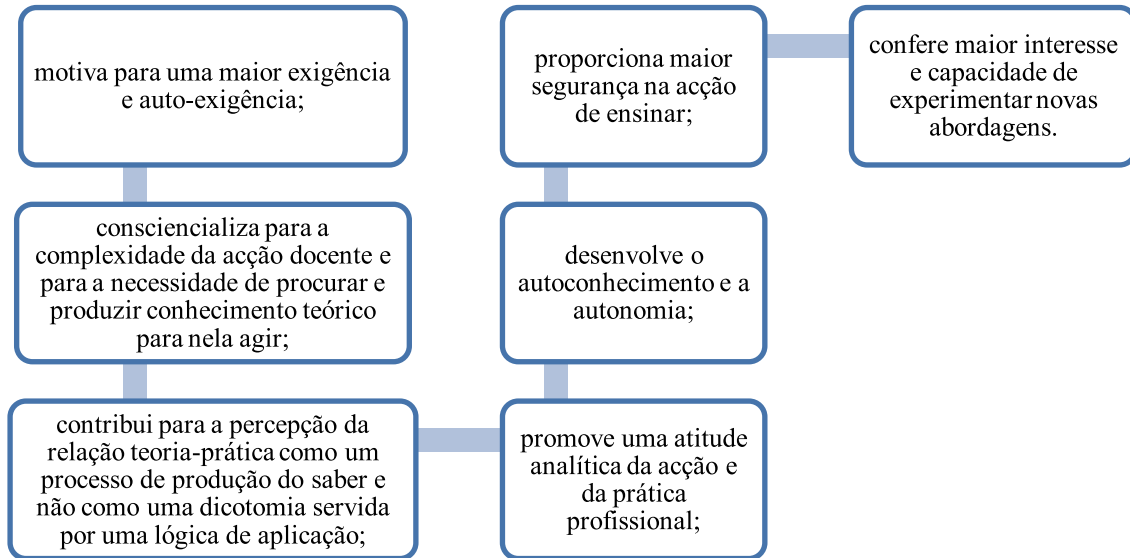 motiva para uma maior exigência
e auto-exigência;
consciencializa para a
complexidade da acção docente e
para a necessidade de procurar e
produzir conhecimento teórico
para nela agir;
contribui para a percepção da
relação teoria-prática como um
processo de produção do saber e
não como uma dicotomia servida
por uma lógica de aplicação;
promove uma atitude
analítica da acção e
da prática
profissional;
desenvolve o
autoconhecimento e a
autonomia;
proporciona maior
segurança na acção
de ensinar;
confere maior interesse
e capacidade de
experimentar novas
abordagens.